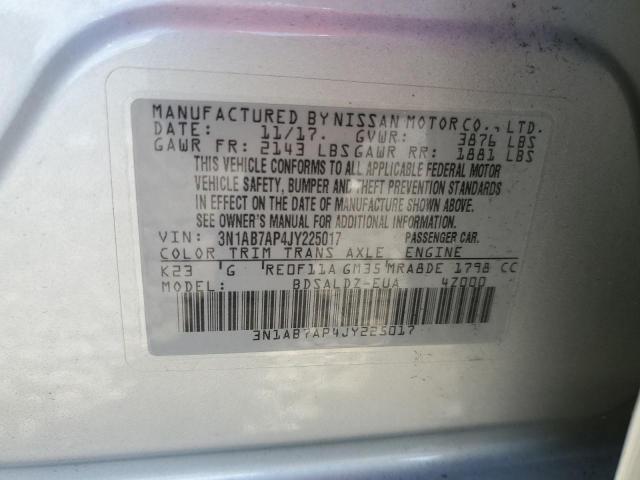 MANUFACTURED BY NISSAN MOTOR CO., LTD.
DATE: 11/17. GVWR: 3876 LBS
GAWR FR: 2143 LBS GAWR RR: 1881 LBS
THIS VEHICLE CONFORMS TO ALL APPLICABLE FEDERAL MOTOR
VEHICLE SAFETY, BUMPER AND THEFT PREVENTION STANDARDS
IN EFFECT ON THE DATE OF MANUFACTURE SHOWN ABOVE.
SEE OWNER'S MANUAL FOR ADDITIONAL INFORMATION.
VIN: 3N1AB7AP4JY225017 PASSENGER CAR.
COLOR TRIM TRANS AXLE ENGINE
K23 G RE0F11A GM35 MRA8DE 1798 CC
MODEL: BDSALDZ-EUA 4Z000
3N1AB7AP4JY225017